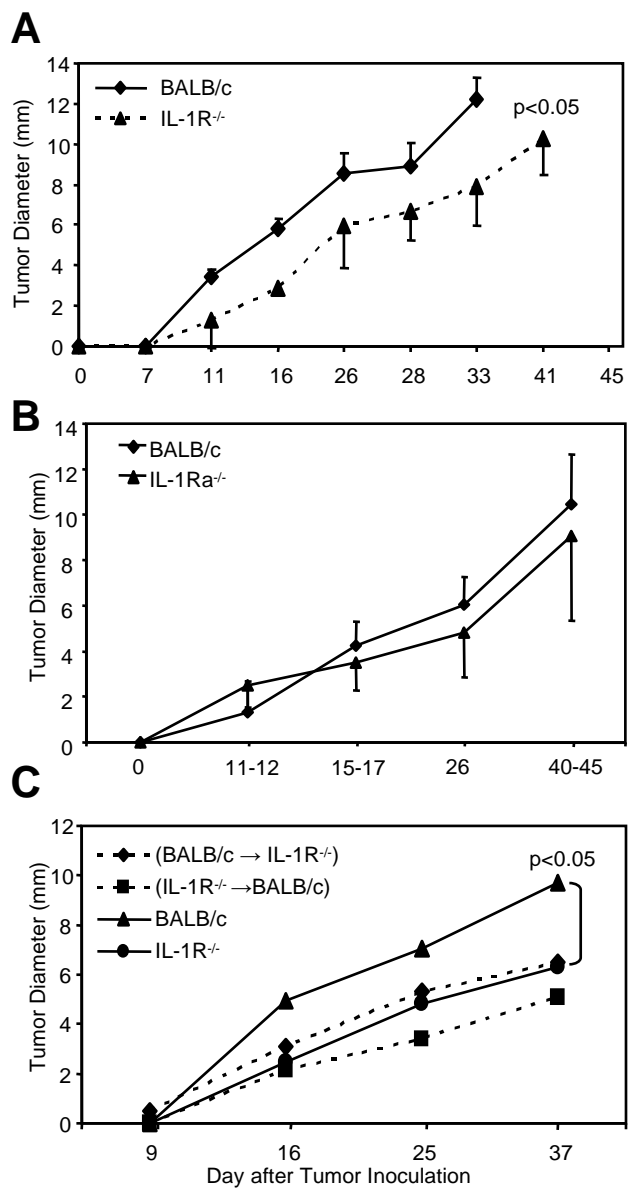 A
14
12
10
8
6
4
2
0
Tumor Diameter (mm)
BALB/c
IL-1R-/-
p<0.05
0 7 11 16 26 28 33 41 45
B
14
12
10
8
6
4
2
0
Tumor Diameter (mm)
BALB/c
IL-1Ra-/-
0 11-12 15-17 26 40-45
C
12
10
8
6
4
2
0
Tumor Diameter (mm)
(BALB/c → IL-1R-/-)
(IL-1R-/- →BALB/c)
BALB/c
IL-1R-/-
p<0.05
9 16 25 37
Day after Tumor Inoculation